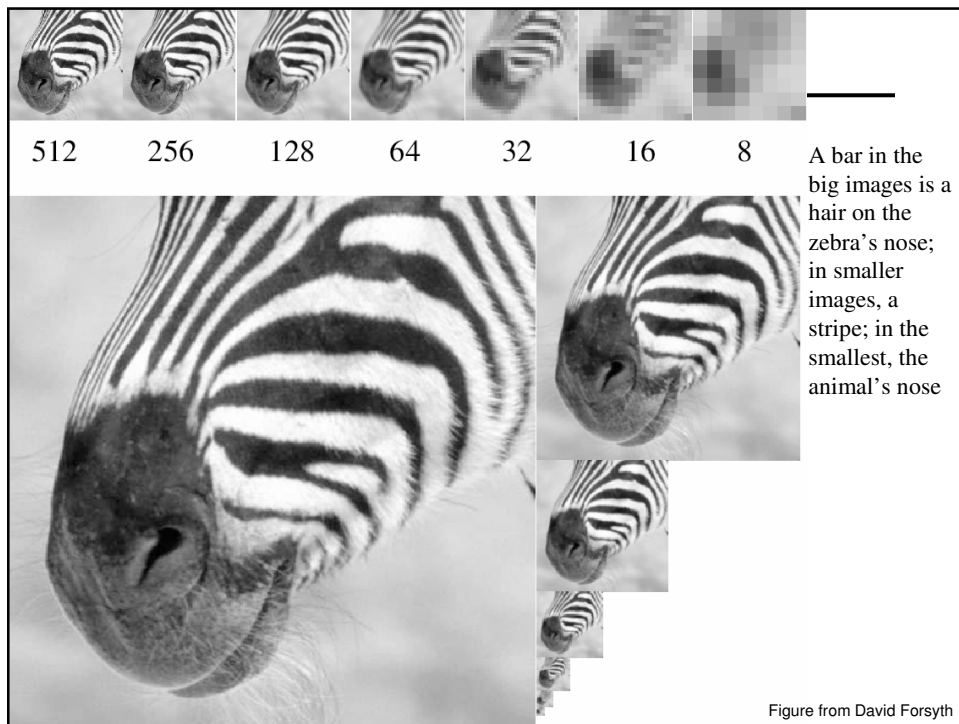 512 256 128 64 32 16 8
A bar in the
big images is a
hair on the
zebra's nose;
in smaller
images, a
stripe; in the
smallest, the
animal's nose
Figure from David Forsyth